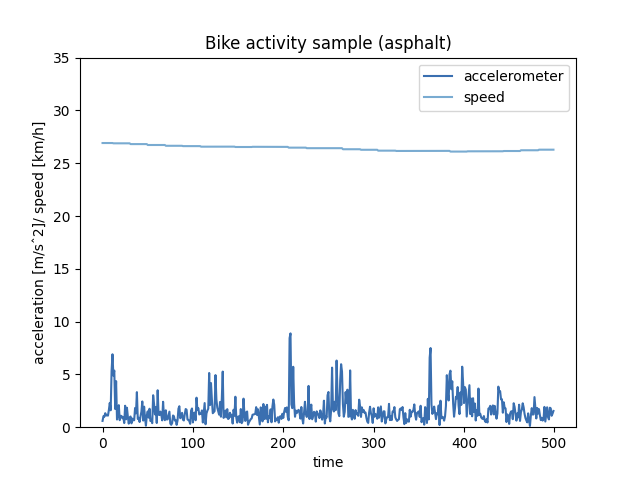 Bike activity sample (asphalt)
accelerometer
speed
acceleration [m/sˆ2]/ speed [km/h]
35
30
25
20
15
10
5
0
0 100 200 300 400 500
time